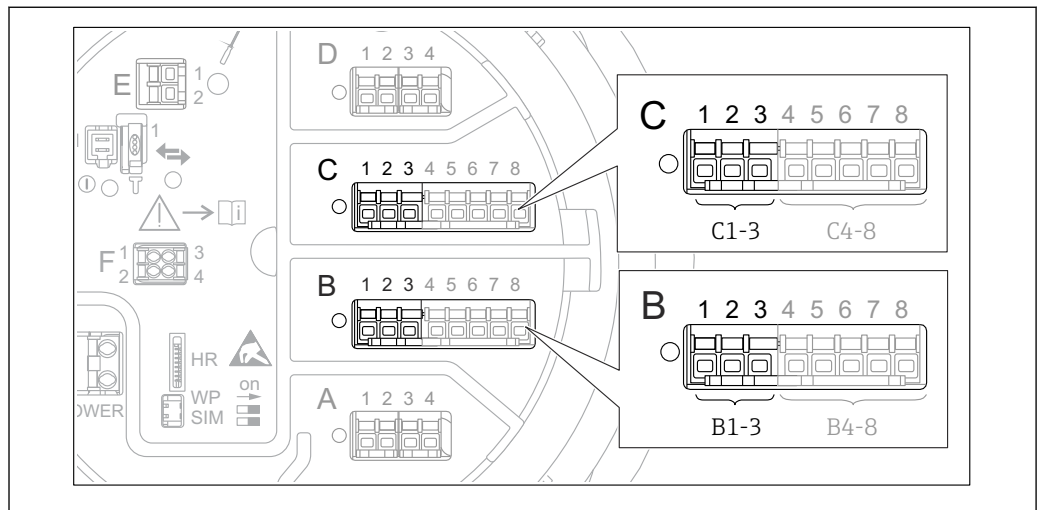 D 1 2 3 4
E 1
2
1
C 1 2 3 4 5 6 7 8
F 1 3
2 4
B 1 2 3 4 5 6 7 8
HR
WP on
SIM
OWER
A 1 2 3 4
C 1 2 3 4 5 6 7 8
C1-3 C4-8
B 1 2 3 4 5 6 7 8
B1-3 B4-8